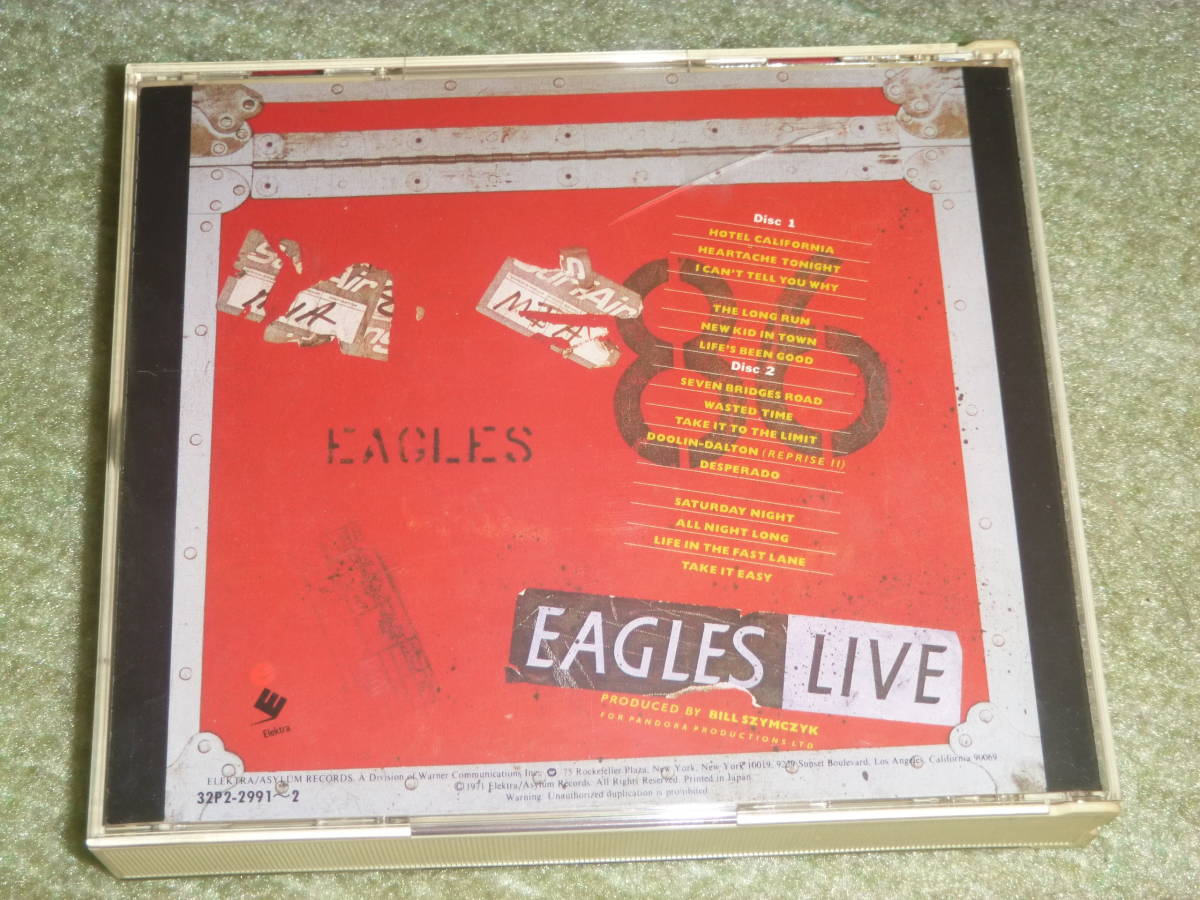 Disc 1
HOTEL CALIFORNIA
HEARTACHE TONIGHT
I CAN'T TELL YOU WHY
THE LONG RUN
NEW KID IN TOWN
LIFE'S BEEN GOOD
Disc 2
SEVEN BRIDGES ROAD
WASTED TIME
TAKE IT TO THE LIMIT
DOOLIN-DALTON (REPRISE II)
DESPERADO
SATURDAY NIGHT
ALL NIGHT LONG
LIFE IN THE FAST LANE
TAKE IT EASY
EAGLES
EAGLES LIVE
PRODUCED BY BILL SZYMCZYK
FOR PANDORA PRODUCTIONS LTD
Elektra
ELEKTRA/ASYLUM RECORDS. A Division of Warner Communications Inc. 75 Rockefeller Plaza, New York, New York 10019, 9229 Sunset Boulevard, Los Angeles, California 90069
©1971 Elektra/Asylum Records. All Rights Reserved. Printed in Japan.
Warning: Unauthorized duplication is prohibited
32P2-2991~2